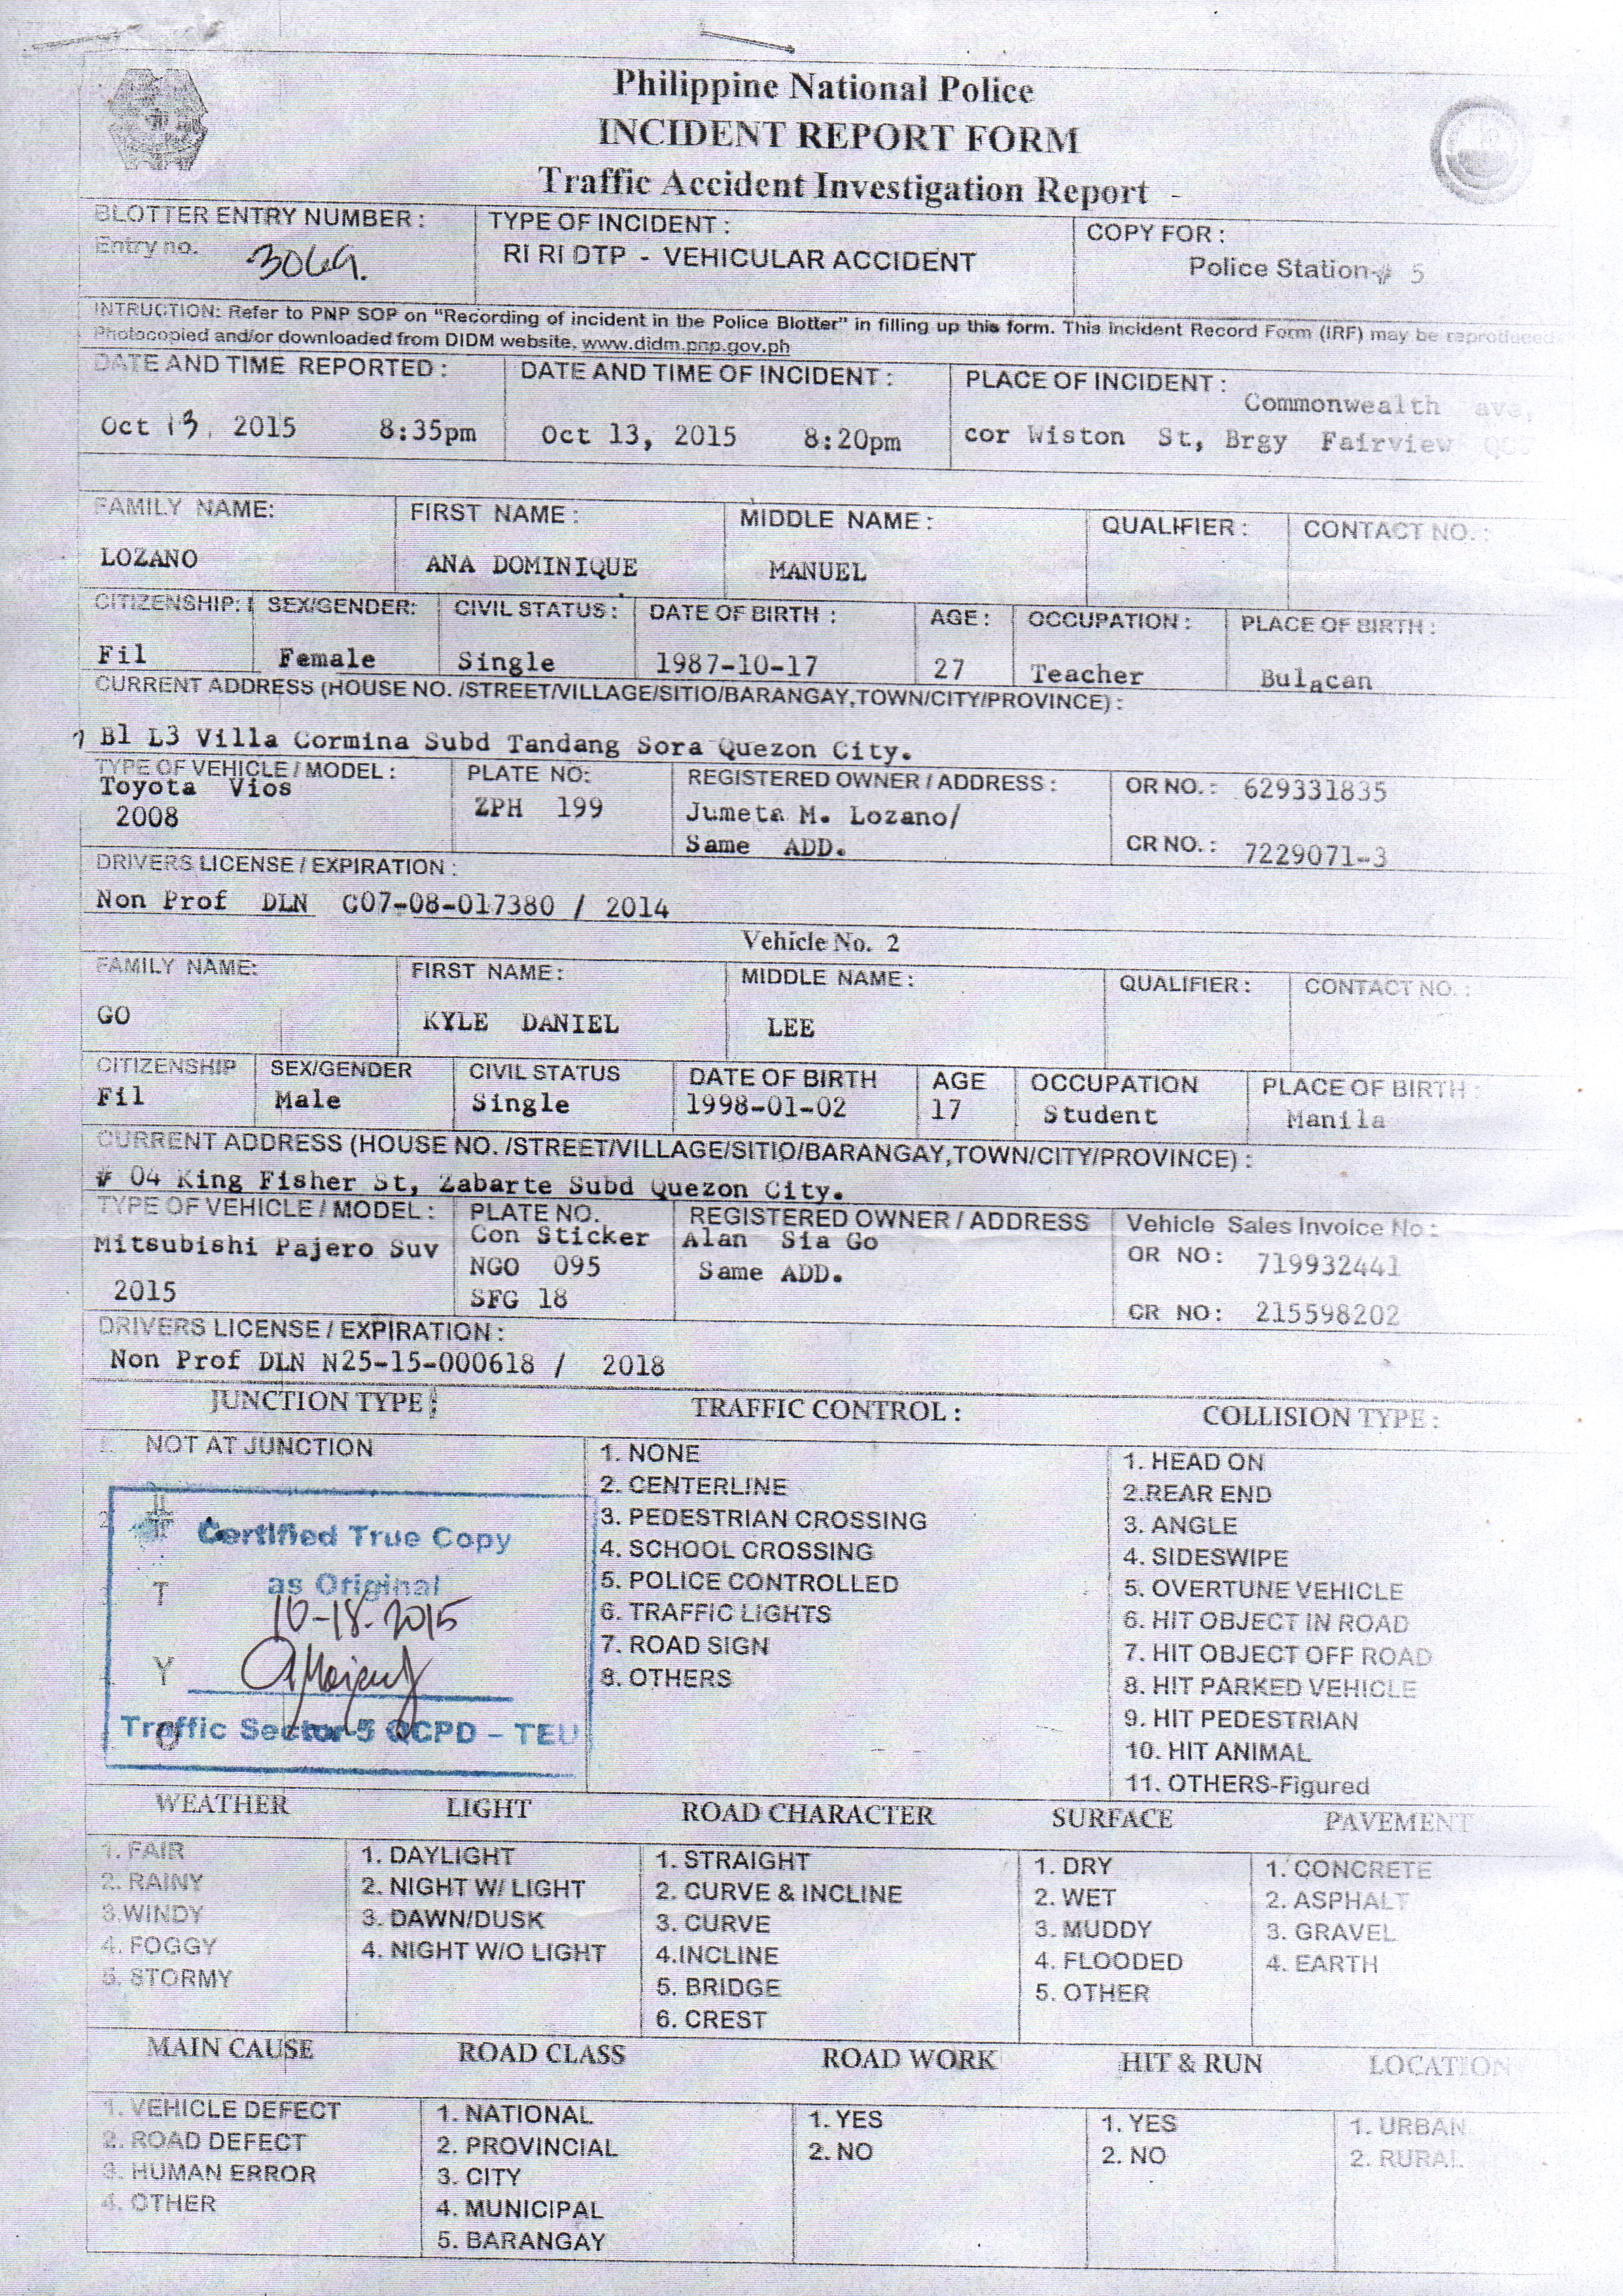 Philippine National Police
INCIDENT REPORT FORM
Traffic Accident Investigation Report -
BLOTTER ENTRY NUMBER :
Entry no. 3069.
TYPE OF INCIDENT :
RI RI DTP - VEHICULAR ACCIDENT
COPY FOR :
Police Station # 5
INTRUCTION: Refer to PNP SOP on "Recording of incident in the Police Blotter" in filling up this form. This Incident Record Form (IRF) may be reproduced
Photocopied and/or downloaded from DIDM website. www.didm.pnp.gov.ph
DATE AND TIME REPORTED :
Oct 13, 2015 8:35pm
DATE AND TIME OF INCIDENT :
Oct 13, 2015 8:20pm
PLACE OF INCIDENT :
Commonwealth ave,
cor Wiston St, Brgy Fairview QC.
FAMILY NAME:
LOZANO
FIRST NAME :
ANA DOMINIQUE
MIDDLE NAME :
MANUEL
QUALIFIER :
CONTACT NO. :
CITIZENSHIP:
Fil
SEX/GENDER:
Female
CIVIL STATUS :
Single
DATE OF BIRTH :
1987-10-17
AGE :
27
OCCUPATION :
Teacher
PLACE OF BIRTH :
Bulacan
CURRENT ADDRESS (HOUSE NO. /STREET/VILLAGE/SITIO/BARANGAY,TOWN/CITY/PROVINCE) :
Bl L3 Villa Cormina Subd Tandang Sora Quezon City.
TYPE OF VEHICLE / MODEL :
Toyota Vios
2008
PLATE NO:
ZPH 199
REGISTERED OWNER / ADDRESS :
Jumeta M. Lozano/
Same ADD.
OR NO. : 629331835
CR NO. : 7229071-3
DRIVERS LICENSE / EXPIRATION :
Non Prof DLN C07-08-017380 / 2014
Vehicle No. 2
FAMILY NAME:
GO
FIRST NAME :
KYLE DANIEL
MIDDLE NAME :
LEE
QUALIFIER :
CONTACT NO. :
CITIZENSHIP
Fil
SEX/GENDER
Male
CIVIL STATUS
Single
DATE OF BIRTH
1998-01-02
AGE
17
OCCUPATION
Student
PLACE OF BIRTH :
Manila
CURRENT ADDRESS (HOUSE NO. /STREET/VILLAGE/SITIO/BARANGAY,TOWN/CITY/PROVINCE) :
# 04 King Fisher St, Zabarte Subd Quezon City.
TYPE OF VEHICLE / MODEL :
Mitsubishi Pajero Suv
2015
PLATE NO.
Con Sticker
NGO 095
SFG 18
REGISTERED OWNER / ADDRESS
Alan Sia Go
Same ADD.
Vehicle Sales Invoice No :
OR NO : 719932441
CR NO : 215598202
DRIVERS LICENSE / EXPIRATION :
Non Prof DLN N25-15-000618 / 2018
JUNCTION TYPE :
NOT AT JUNCTION
2
T
Y
Certified True Copy
as Original
10-18-2015
Traffic Sector-5 QCPD - TEU
TRAFFIC CONTROL :
1. NONE
2. CENTERLINE
3. PEDESTRIAN CROSSING
4. SCHOOL CROSSING
5. POLICE CONTROLLED
6. TRAFFIC LIGHTS
7. ROAD SIGN
8. OTHERS
COLLISION TYPE :
1. HEAD ON
2.REAR END
3. ANGLE
4. SIDESWIPE
5. OVERTUNE VEHICLE
6. HIT OBJECT IN ROAD
7. HIT OBJECT OFF ROAD
8. HIT PARKED VEHICLE
9. HIT PEDESTRIAN
10. HIT ANIMAL
11. OTHERS-Figured
WEATHER
1. FAIR
2. RAINY
3.WINDY
4. FOGGY
5. STORMY
LIGHT
1. DAYLIGHT
2. NIGHT W/ LIGHT
3. DAWN/DUSK
4. NIGHT W/O LIGHT
ROAD CHARACTER
1. STRAIGHT
2. CURVE & INCLINE
3. CURVE
4.INCLINE
5. BRIDGE
6. CREST
SURFACE
1. DRY
2. WET
3. MUDDY
4. FLOODED
5. OTHER
PAVEMENT
1. CONCRETE
2. ASPHALT
3. GRAVEL
4. EARTH
MAIN CAUSE
1. VEHICLE DEFECT
2. ROAD DEFECT
3. HUMAN ERROR
4. OTHER
ROAD CLASS
1. NATIONAL
2. PROVINCIAL
3. CITY
4. MUNICIPAL
5. BARANGAY
ROAD WORK
1. YES
2. NO
HIT & RUN
1. YES
2. NO
LOCATION
1. URBAN
2. RURAL